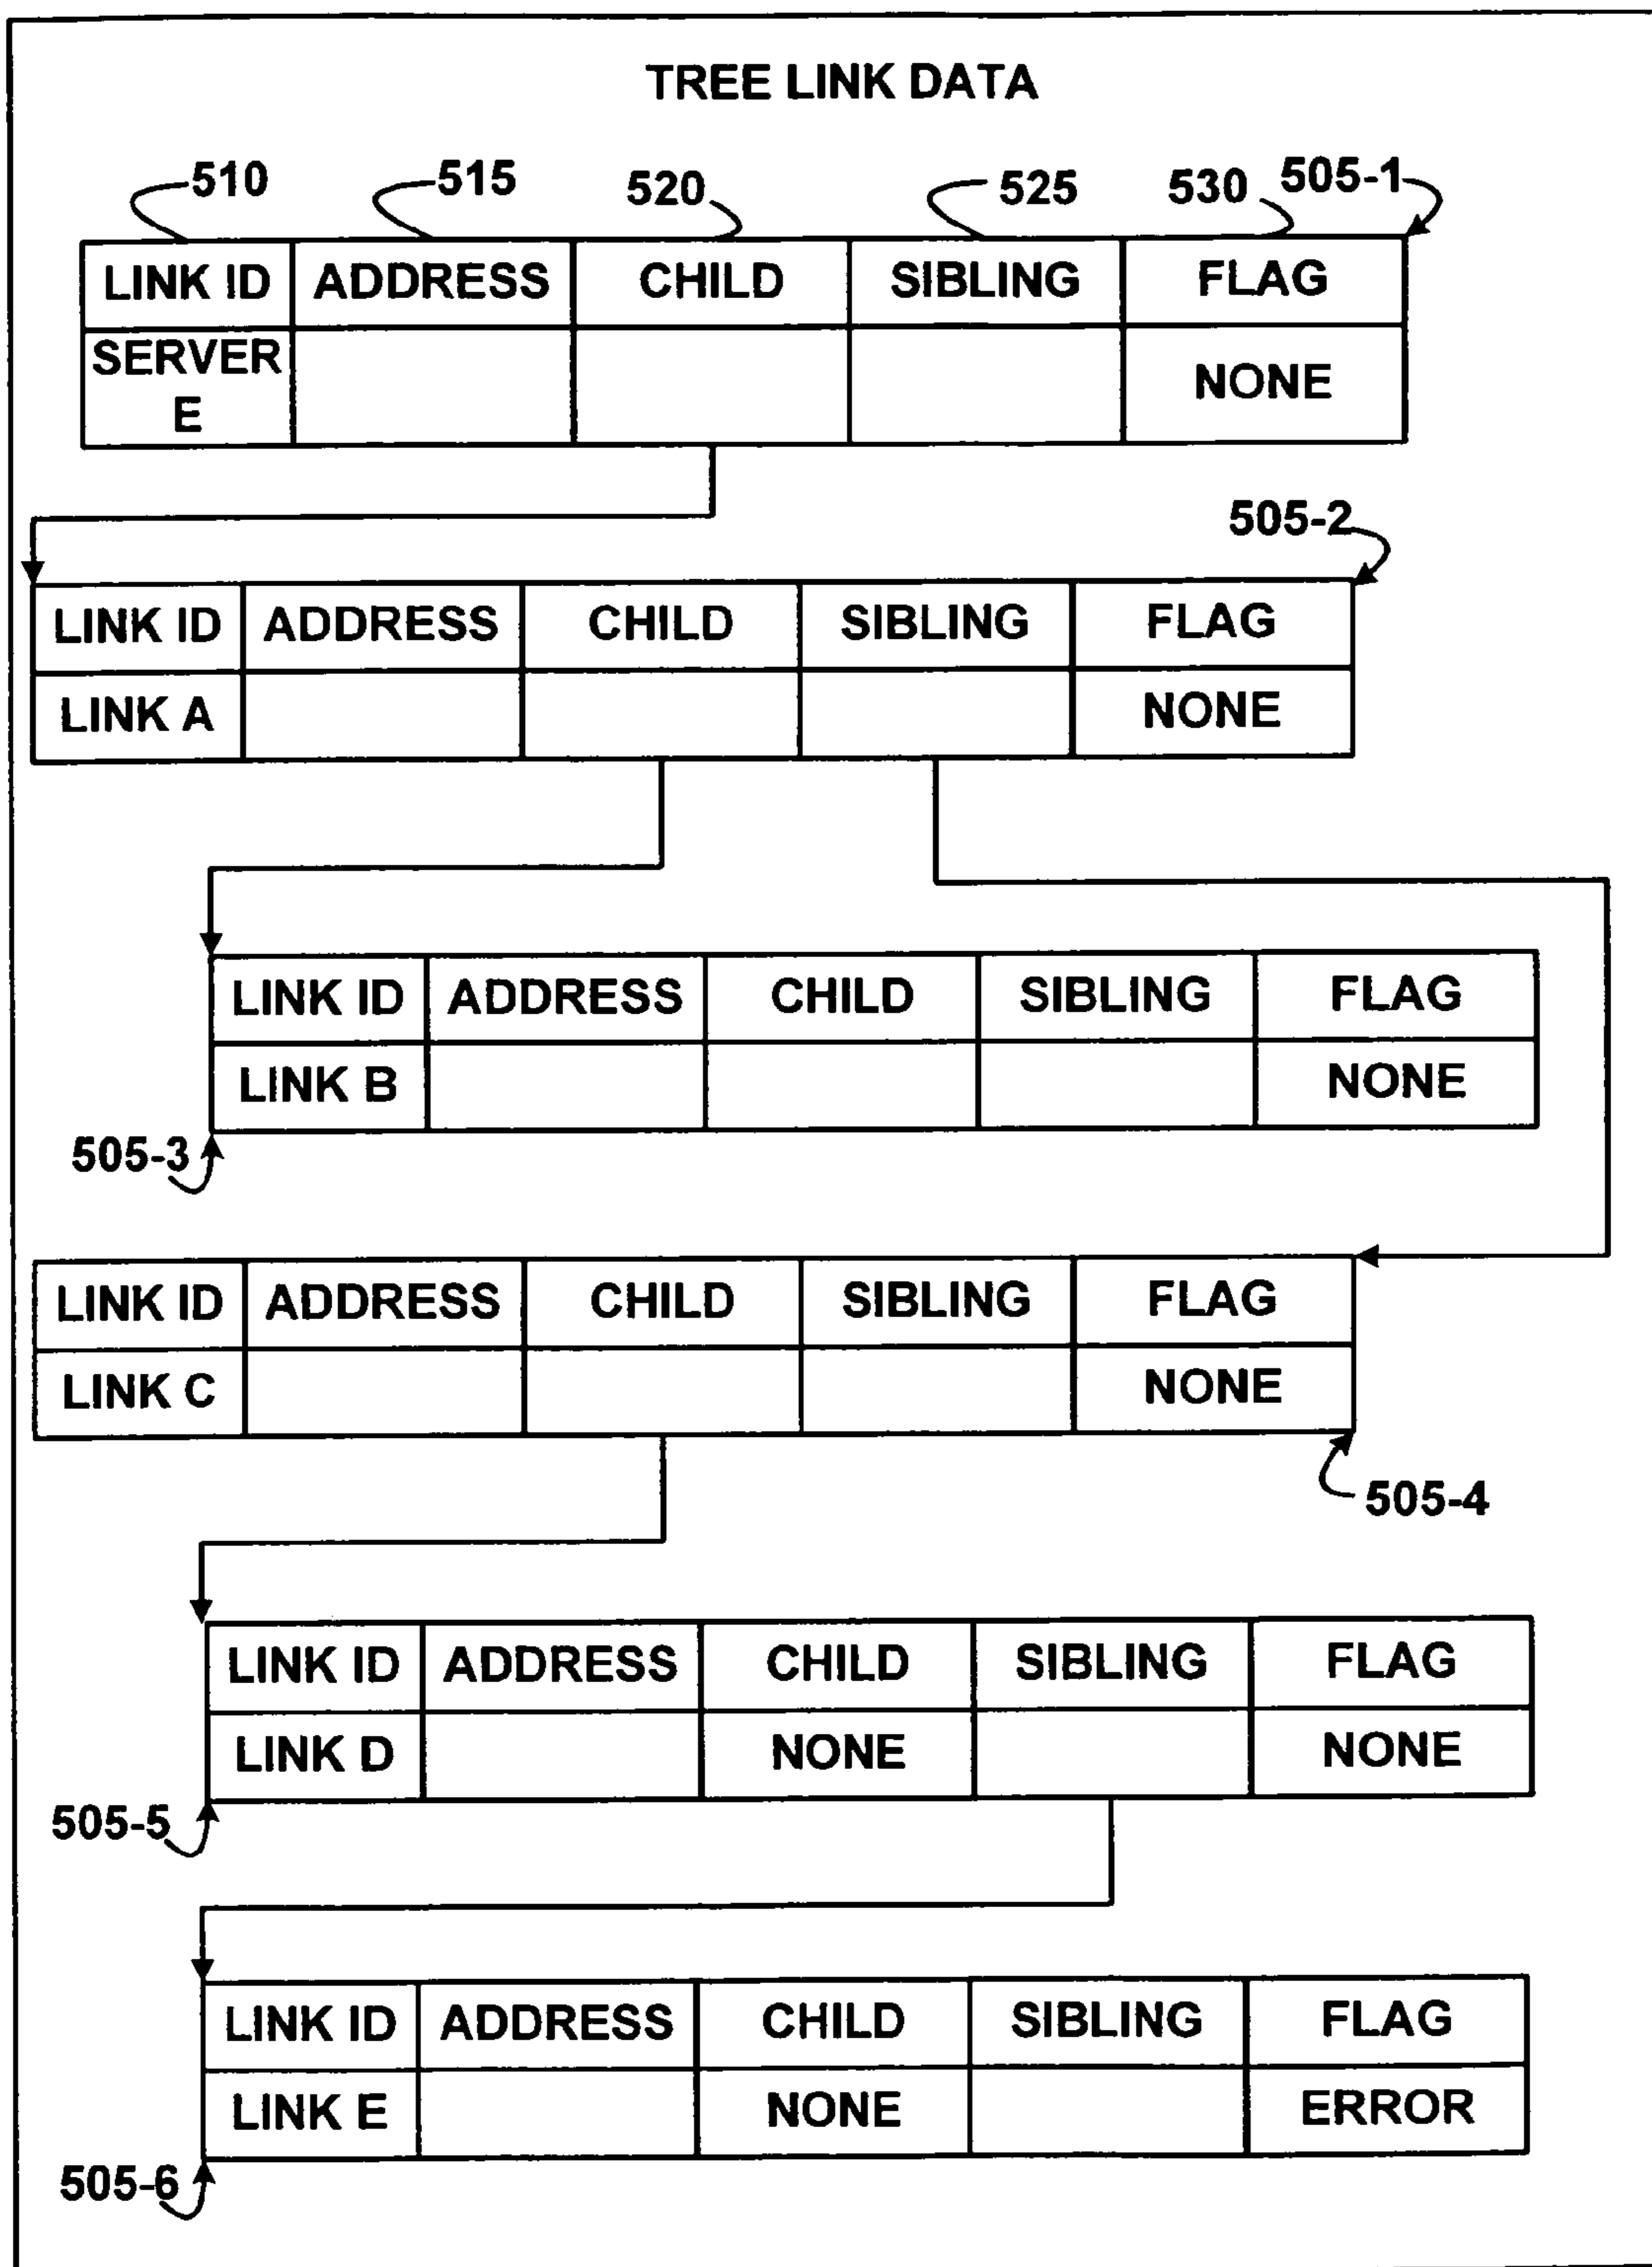 TREE LINK DATA
510 515 520 525 530 505-1
LINK ID ADDRESS CHILD SIBLING FLAG
SERVER E NONE
505-2
LINK ID ADDRESS CHILD SIBLING FLAG
LINK A NONE
LINK ID ADDRESS CHILD SIBLING FLAG
LINK B NONE
505-3
LINK ID ADDRESS CHILD SIBLING FLAG
LINK C NONE
505-4
LINK ID ADDRESS CHILD SIBLING FLAG
LINK D NONE NONE
505-5
LINK ID ADDRESS CHILD SIBLING FLAG
LINK E NONE ERROR
505-6